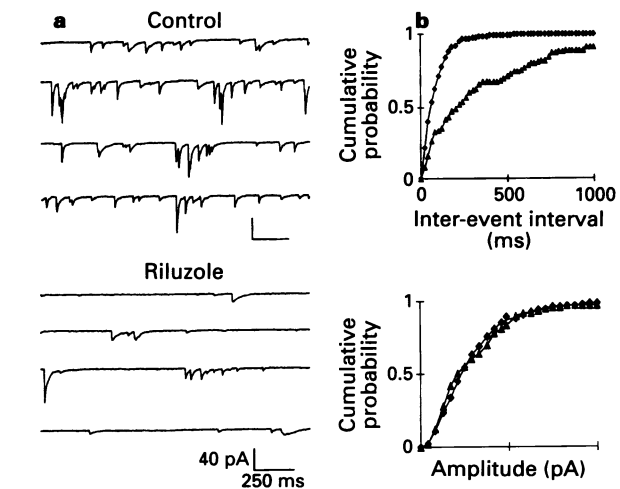 a
Control
Riluzole
40 pA
250 ms
b
Cumulative
probability
1
0.5
0
0
500
1000
Inter-event interval
(ms)
Cumulative
probability
1
0.5
0
Amplitude (pA)